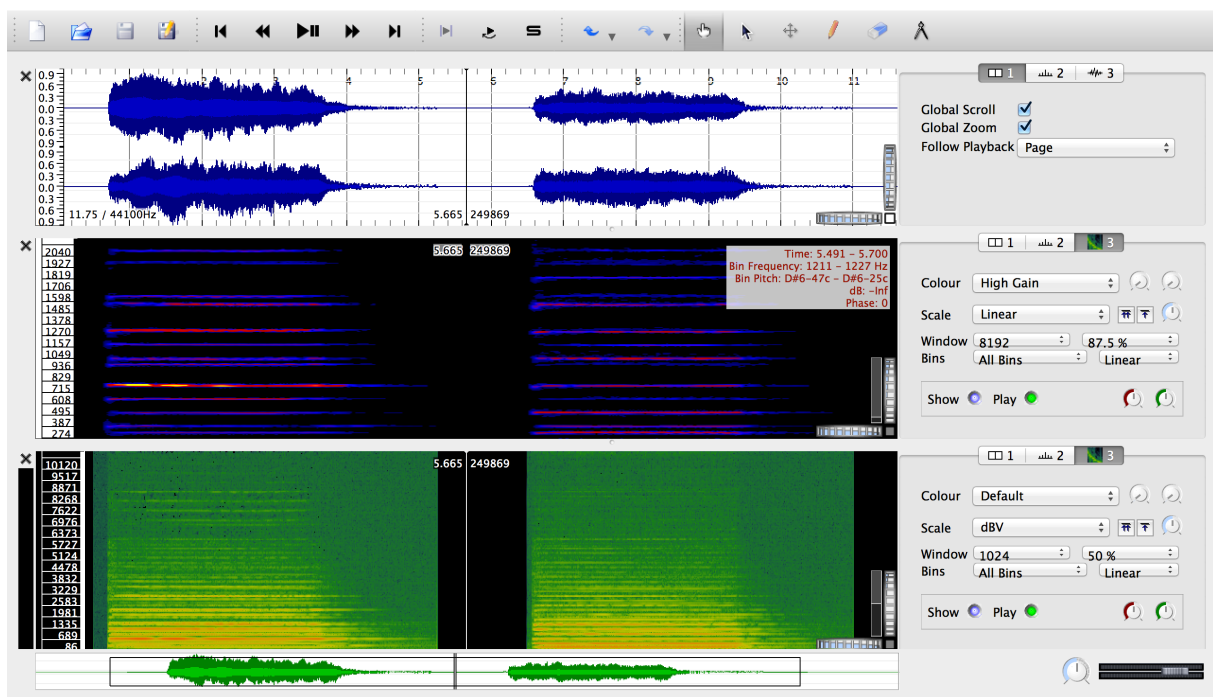 0.9
0.6
0.3
0.0
0.3
0.6
0.9
0.9
0.6
0.3
0.0
0.3
0.6
0.9
2 3 4 5 6 7 8 9 10 11
11.75 / 44100Hz
5.665 249869
1 2 3
Global Scroll
Global Zoom
Follow Playback Page
2040
1927
1819
1706
1598
1485
1378
1270
1157
1049
936
829
715
608
495
387
274
5.665 249869
Time: 5.491 – 5.700
Bin Frequency: 1211 – 1227 Hz
Bin Pitch: D#6–47c – D#6–25c
dB: –Inf
Phase: 0
1 2 3
Colour High Gain
Scale Linear
Window 8192 87.5 %
Bins All Bins Linear
Show Play
10120
9517
8871
8268
7622
6976
6373
5727
5124
4478
3832
3229
2583
1981
1335
689
86
5.665 249869
1 2 3
Colour Default
Scale dBV
Window 1024 50 %
Bins All Bins Linear
Show Play